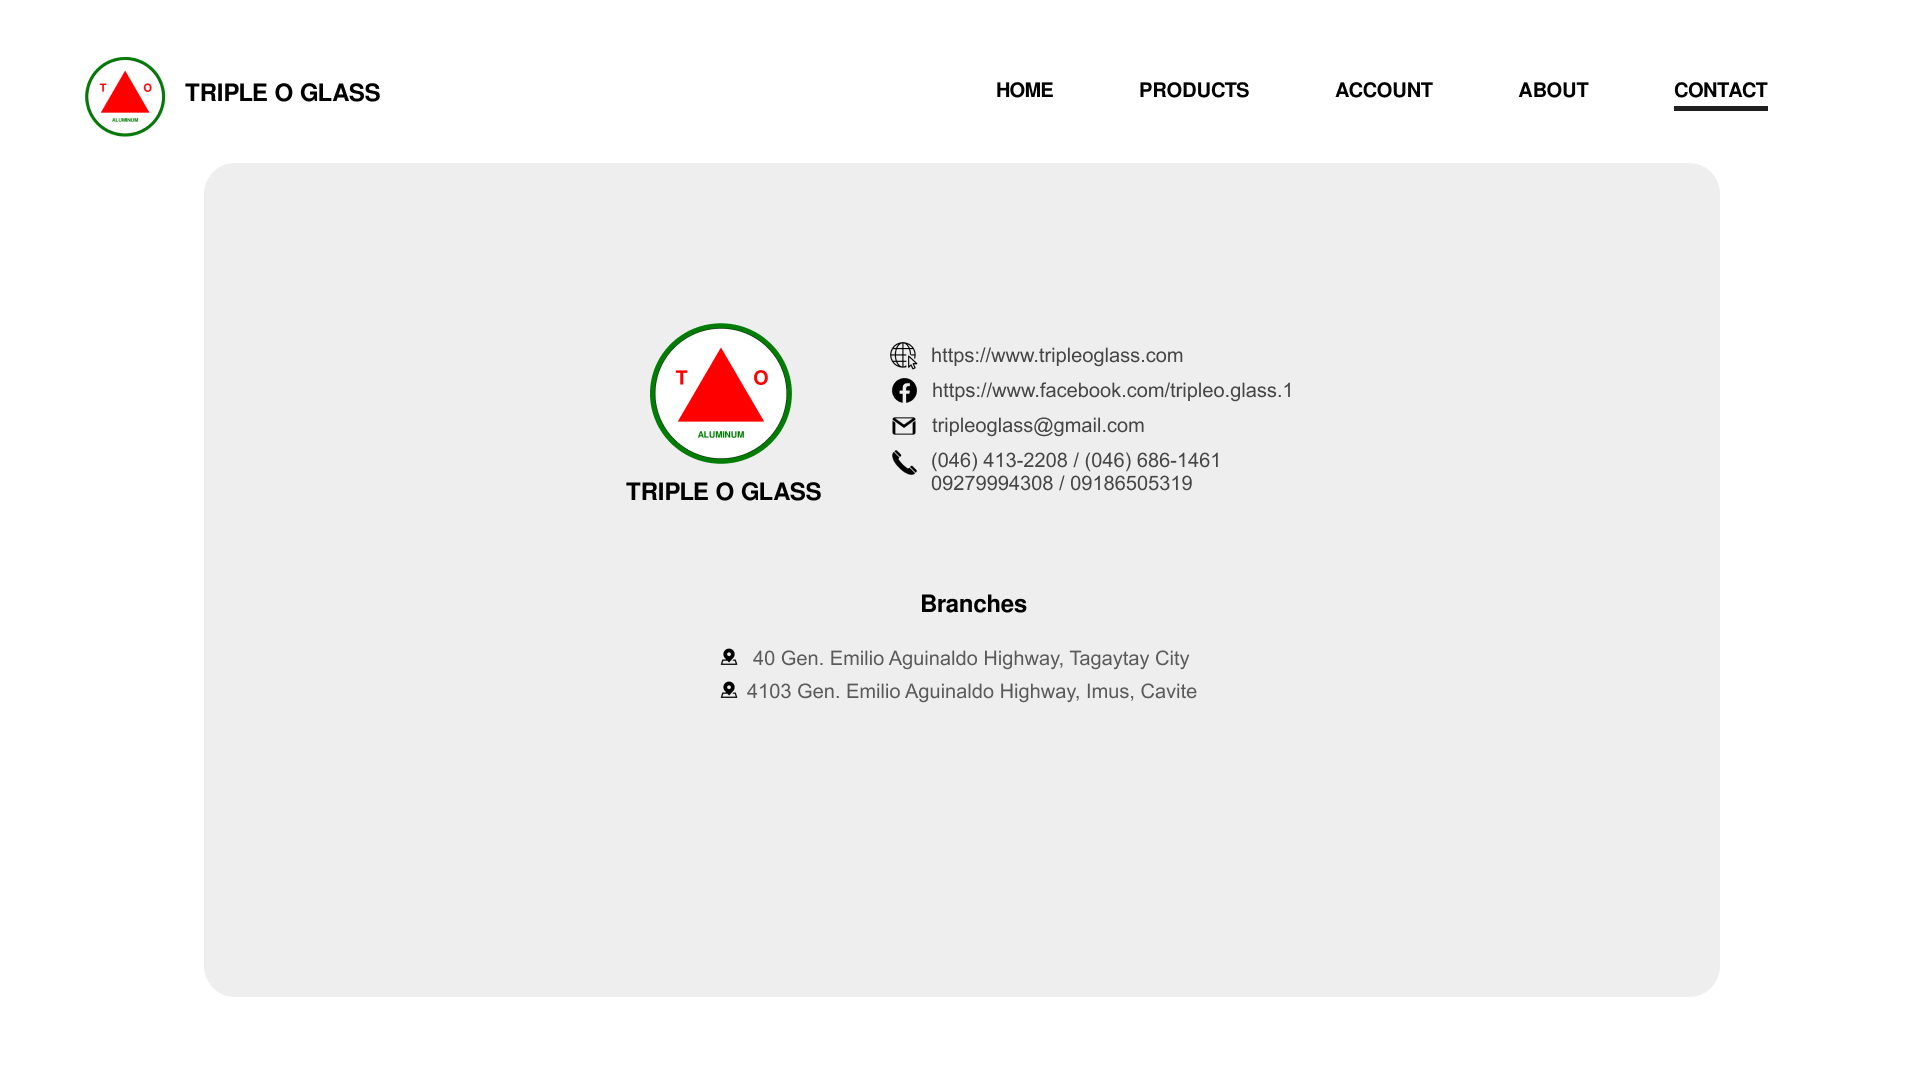 T O
ALUMINUM
TRIPLE O GLASS
HOME PRODUCTS ACCOUNT ABOUT CONTACT
T O
ALUMINUM
TRIPLE O GLASS
https://www.tripleoglass.com
https://www.facebook.com/tripleo.glass.1
tripleoglass@gmail.com
(046) 413-2208 / (046) 686-1461
09279994308 / 09186505319
Branches
40 Gen. Emilio Aguinaldo Highway, Tagaytay City
4103 Gen. Emilio Aguinaldo Highway, Imus, Cavite